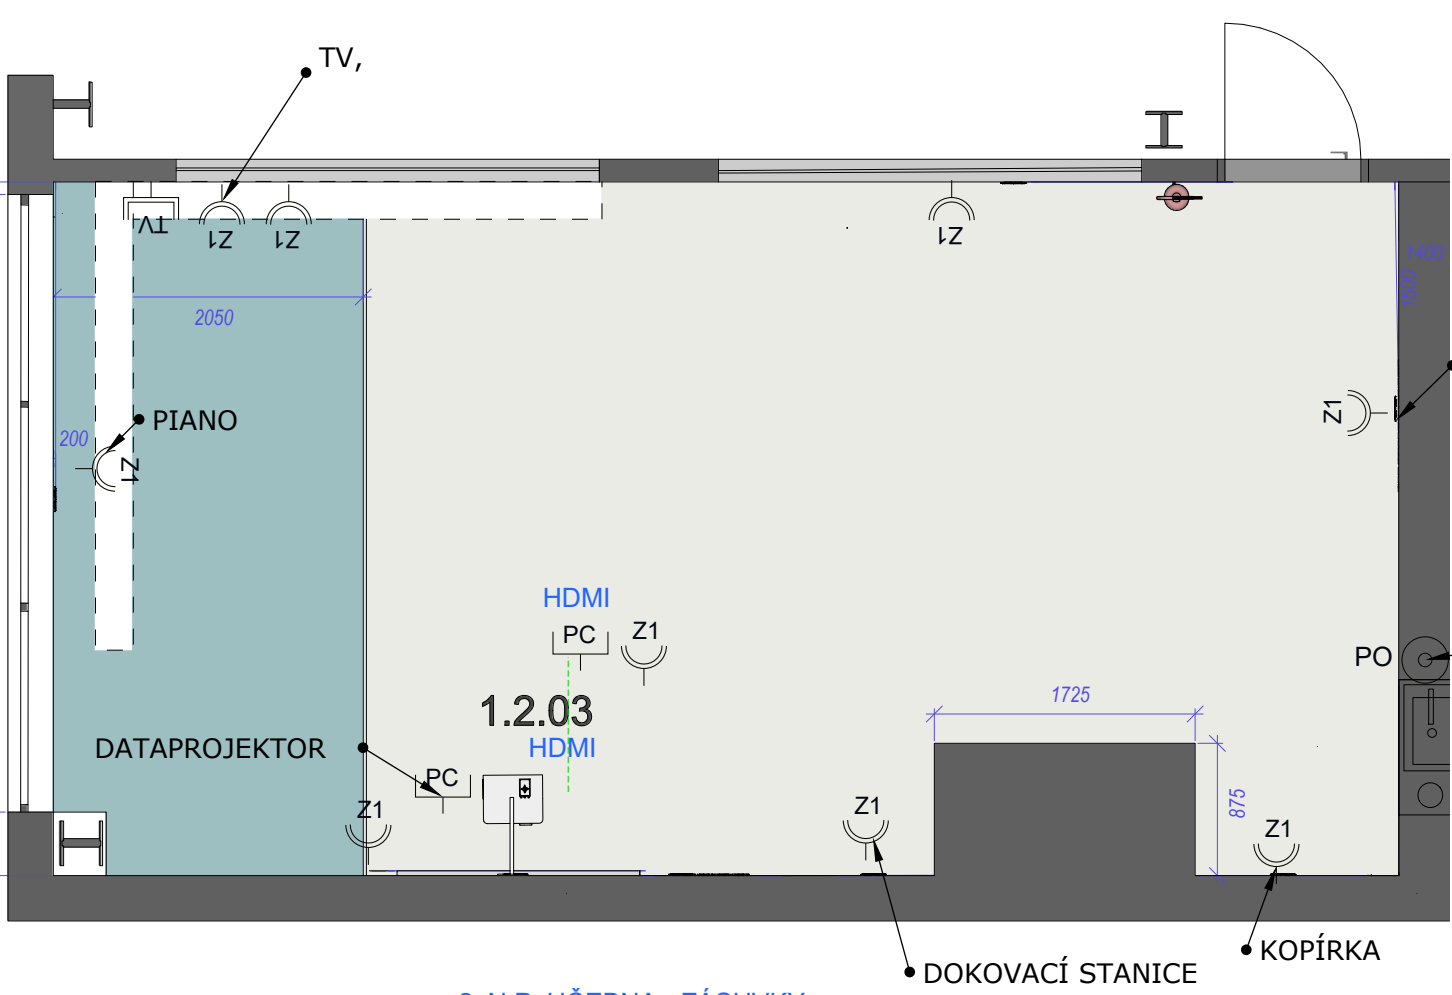 TV,
TV
Z1
Z1
Z1
1400
1600
2050
Z1
PIANO
200
Z1
HDMI
PC
Z1
PO
1725
1.2.03
HDMI
DATAPROJEKTOR
PC
Z1
Z1
875
Z1
KOPÍRKA
DOKOVACÍ STANICE